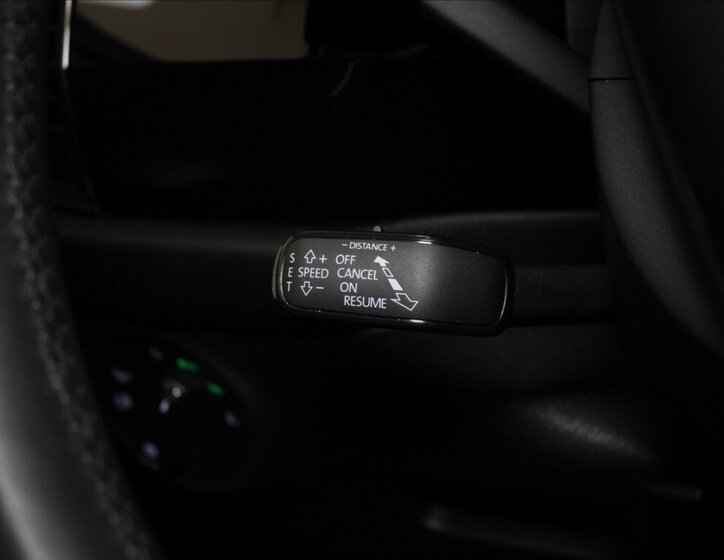 − DISTANCE +
S + OFF
E SPEED CANCEL
T − ON
RESUME